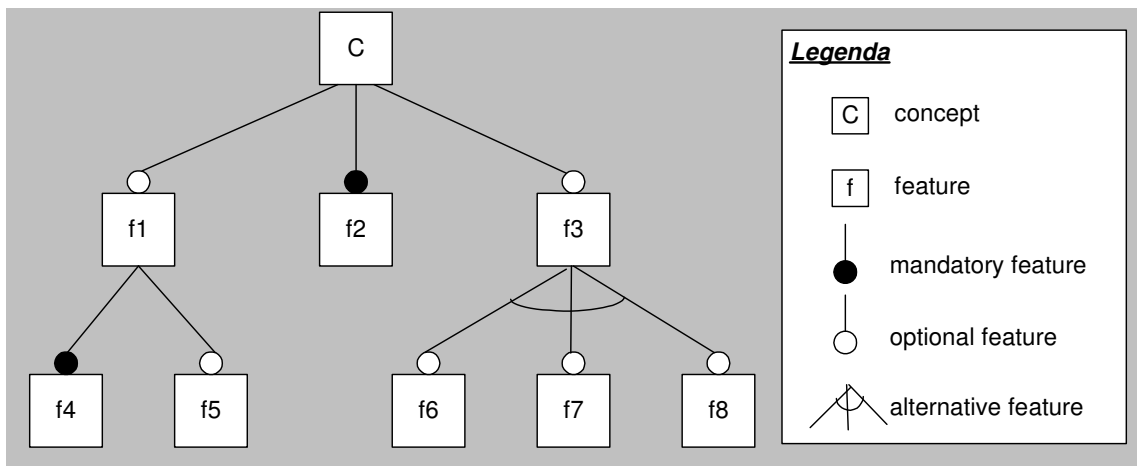 C
f1
f2
f3
f4
f5
f6
f7
f8
Legenda
C concept
f feature
mandatory feature
optional feature
alternative feature